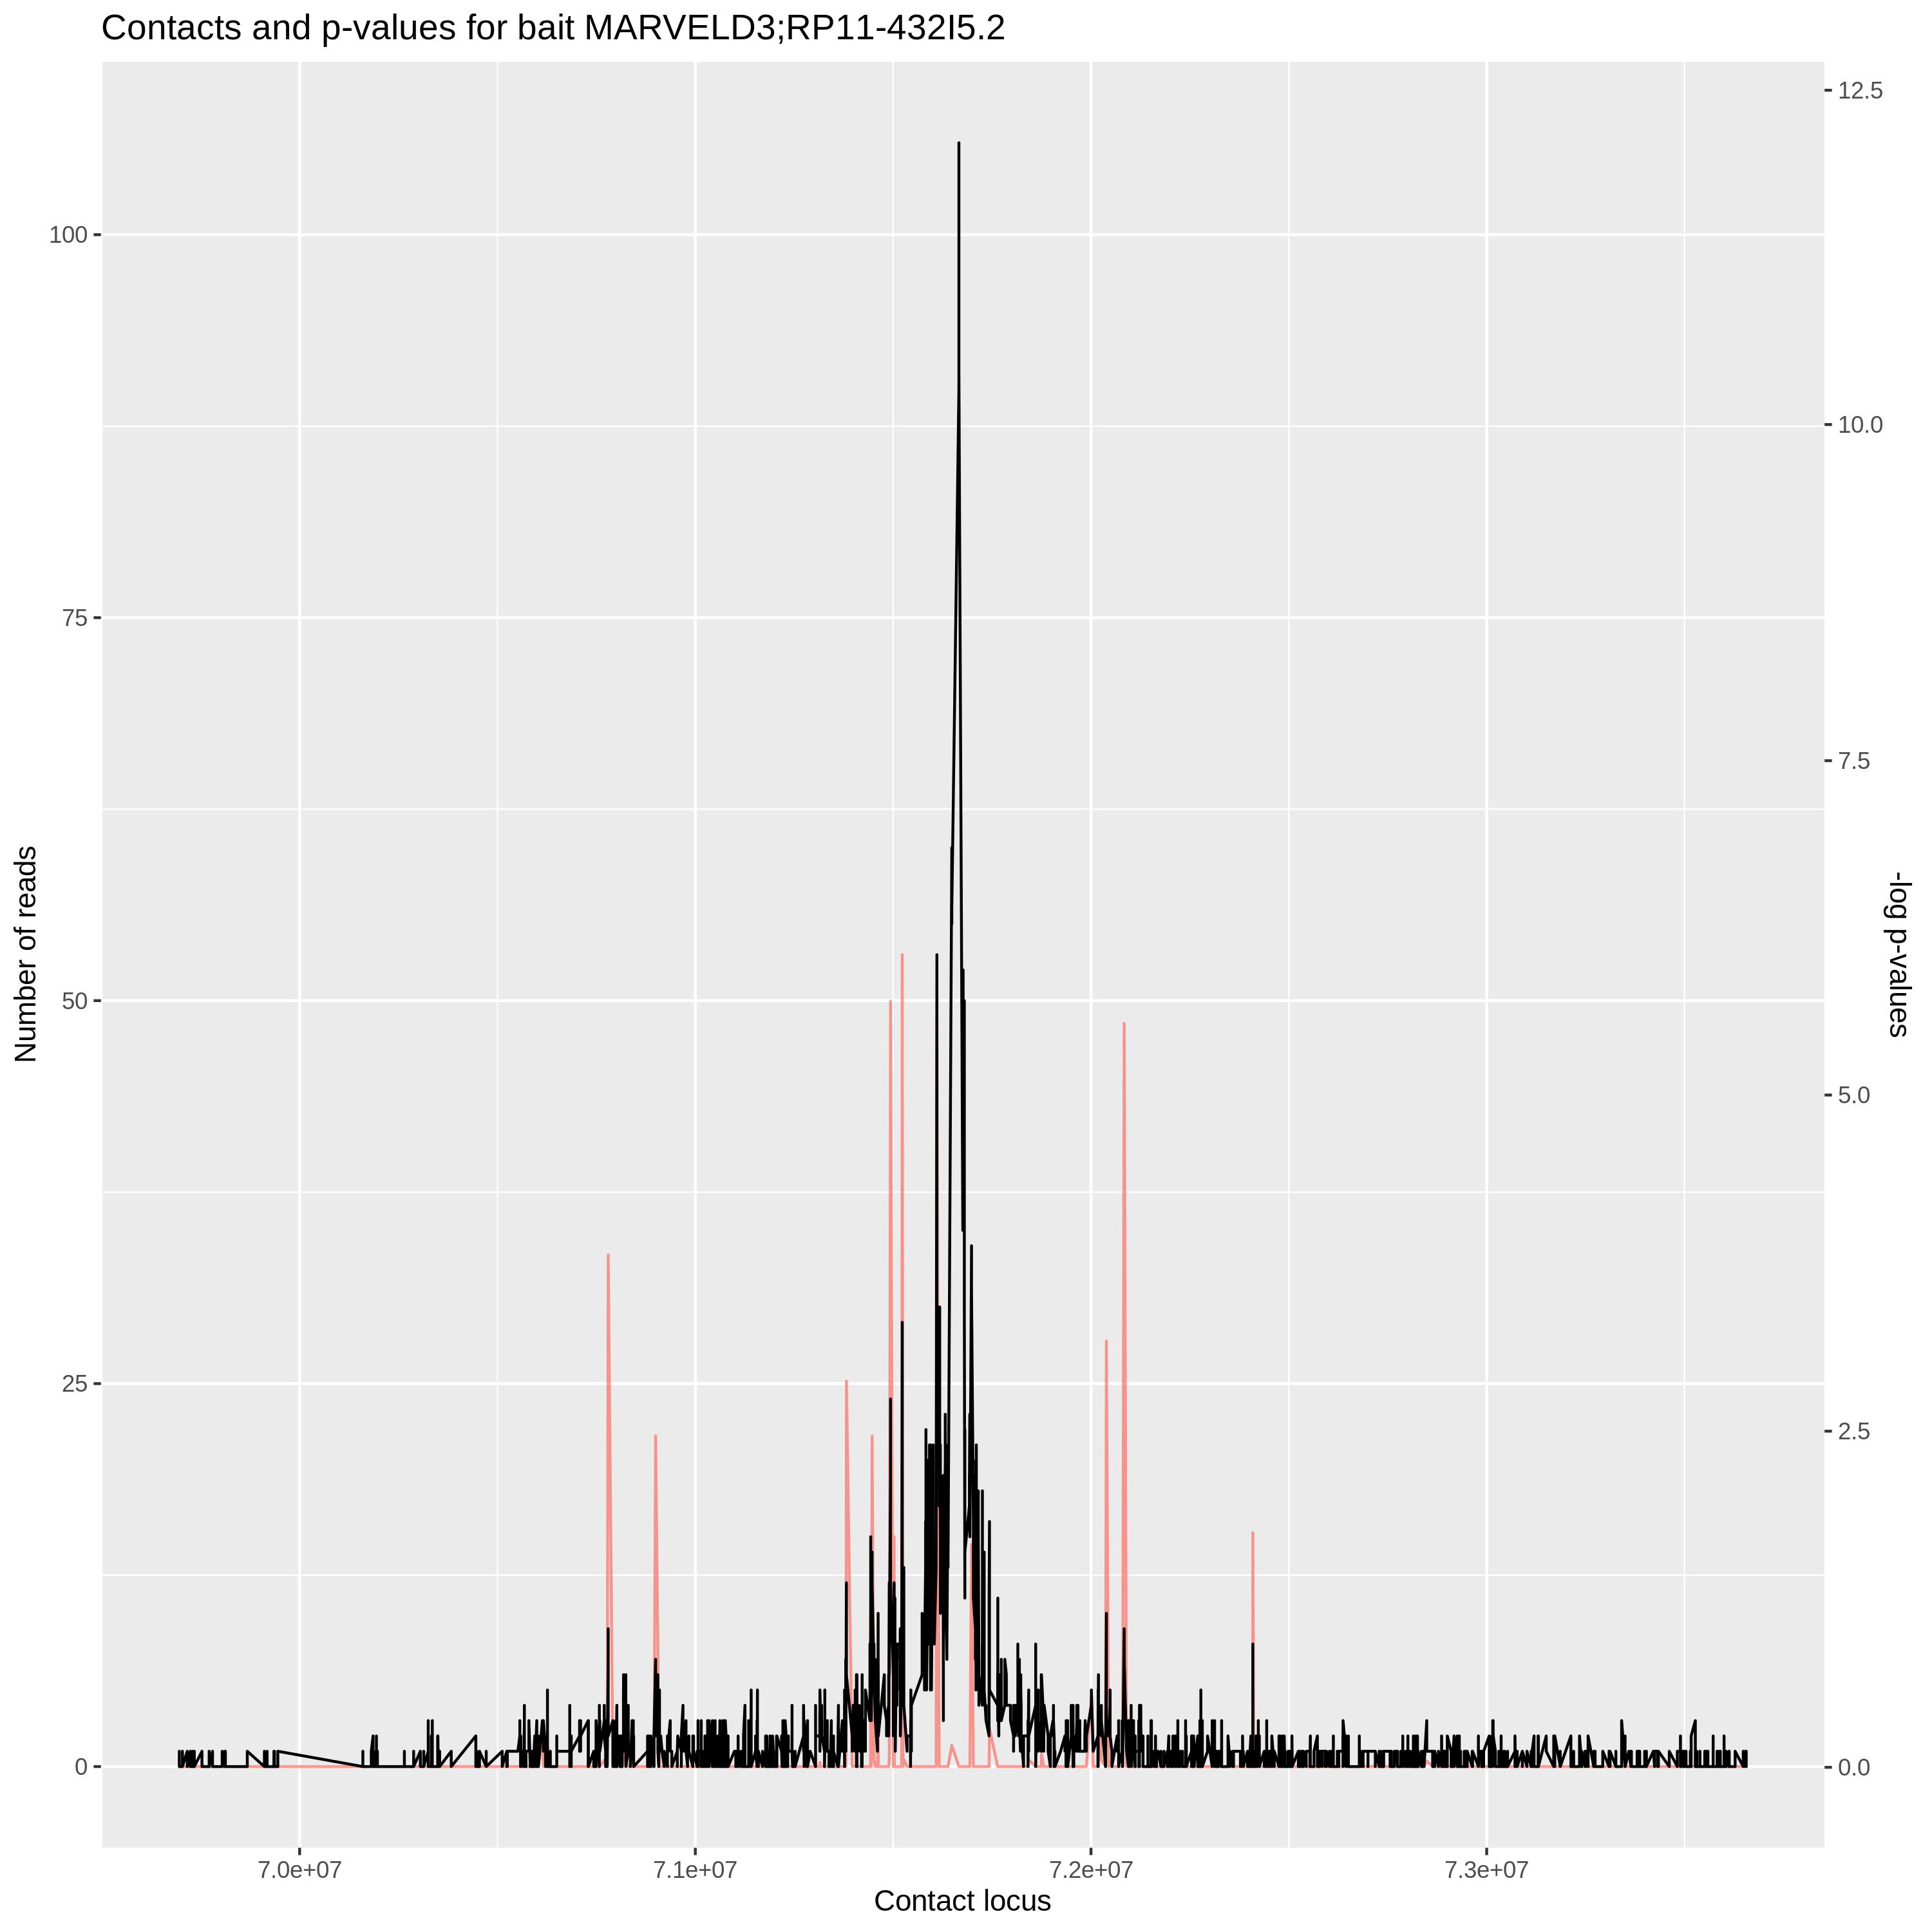 Contacts and p-values for bait MARVELD3;RP11-432I5.2
12.5
100
10.0
75
7.5
Number of reads
-log p-values
50
5.0
25
2.5
0
0.0
7.0e+07 7.1e+07 7.2e+07 7.3e+07
Contact locus